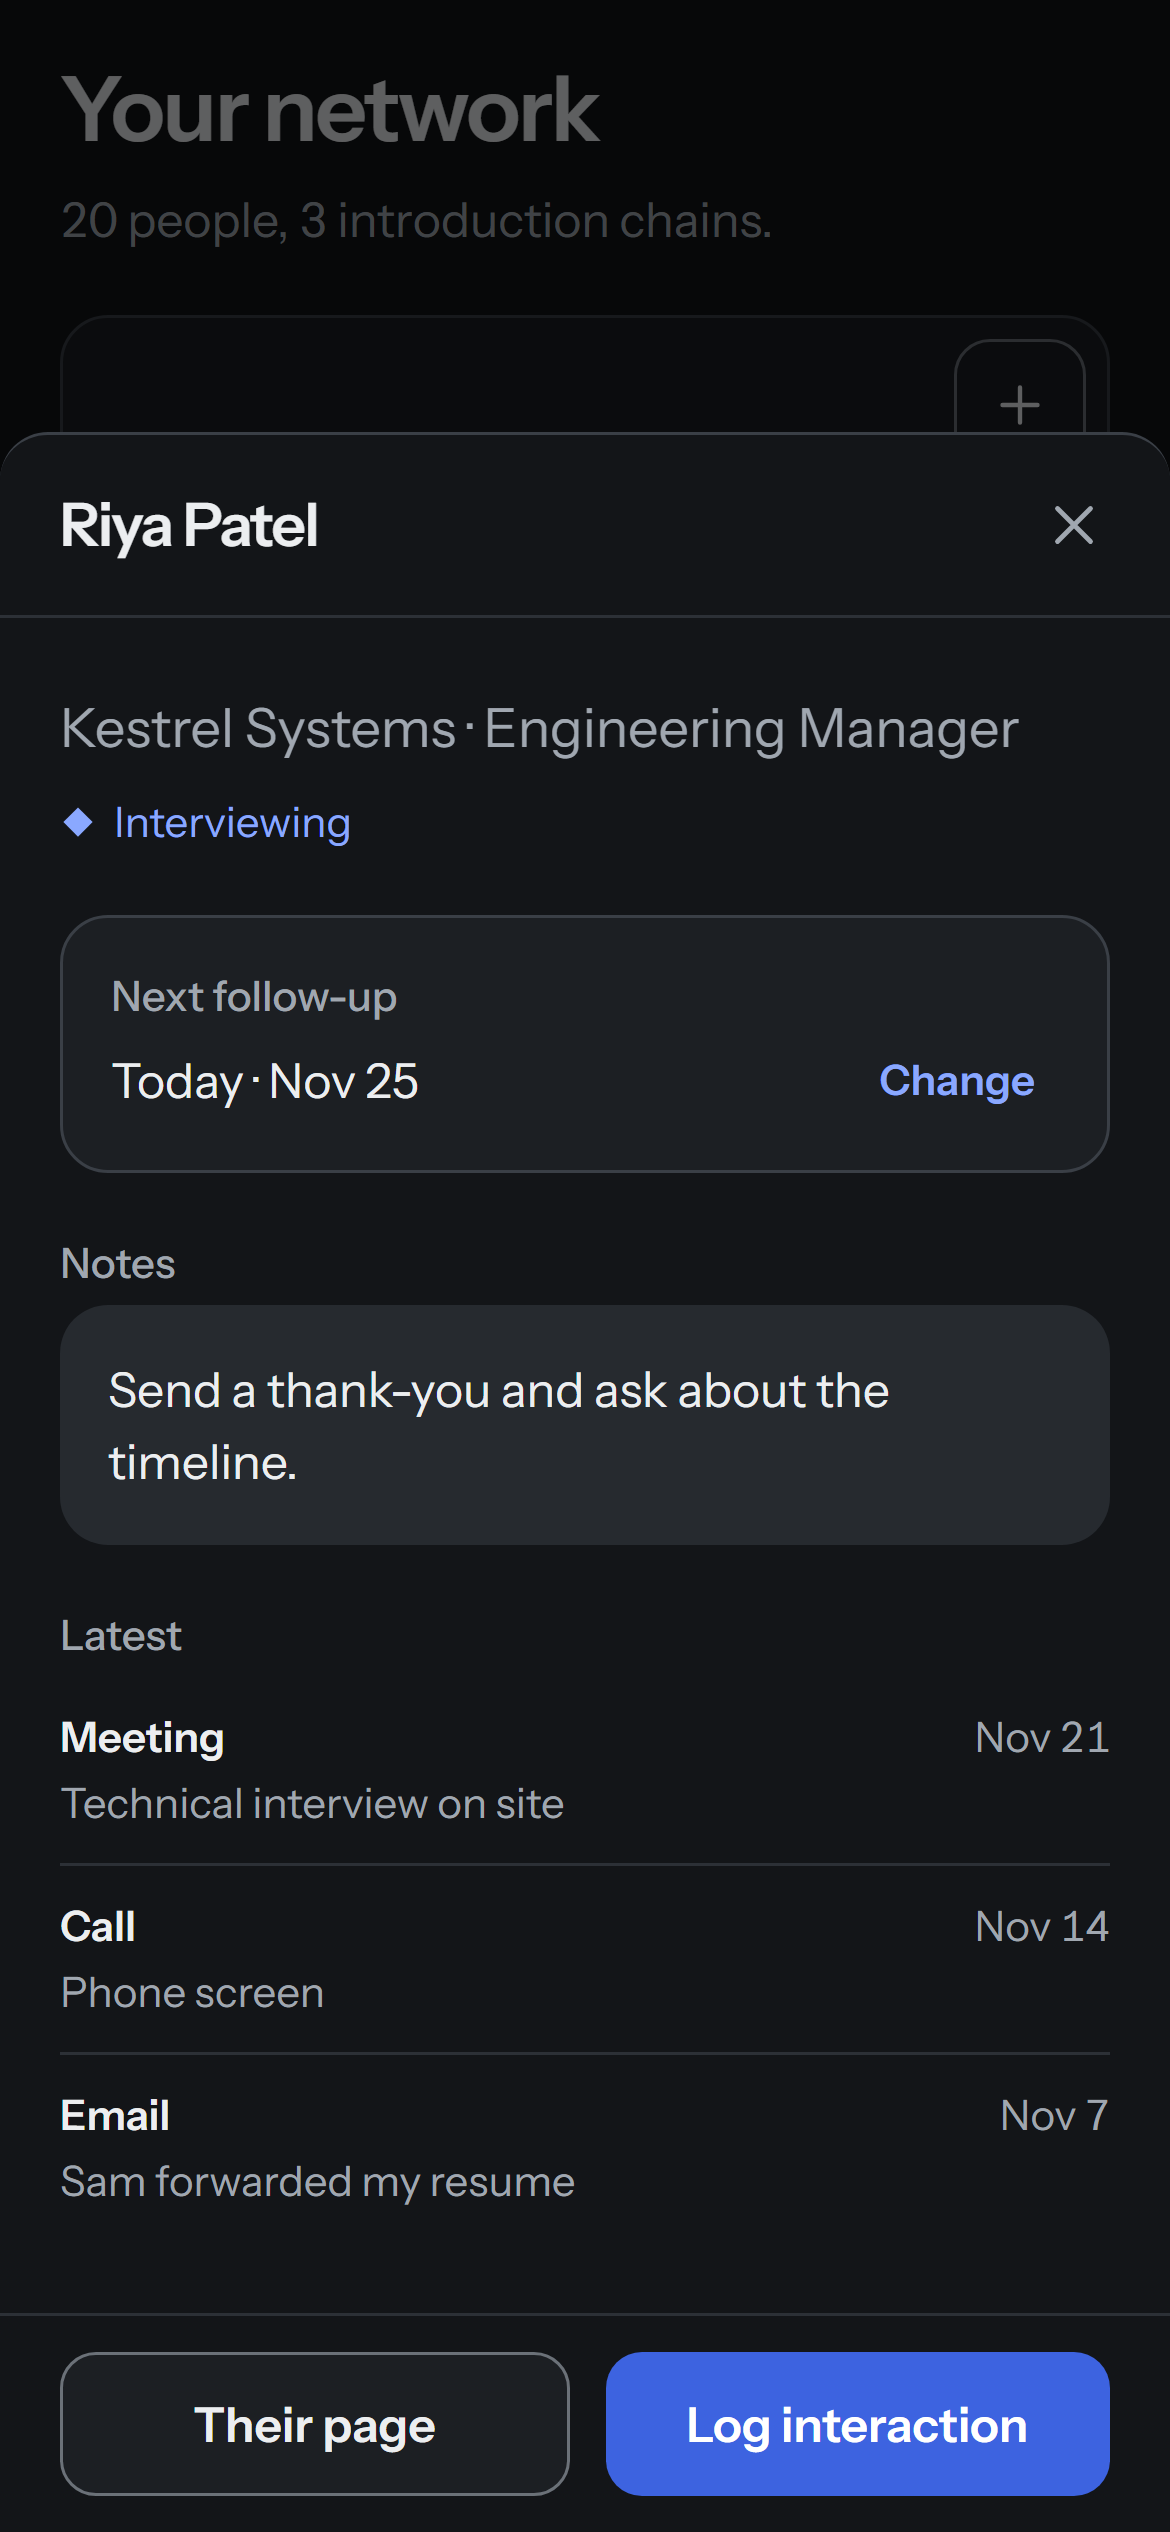 Your network
20 people, 3 introduction chains.
Riya Patel
Kestrel Systems · Engineering Manager
Interviewing
Next follow-up
Today · Nov 25
Change
Notes
Send a thank-you and ask about the
timeline.
Latest
Meeting
Nov 21
Technical interview on site
Call
Nov 14
Phone screen
Email
Nov 7
Sam forwarded my resume
Their page
Log interaction